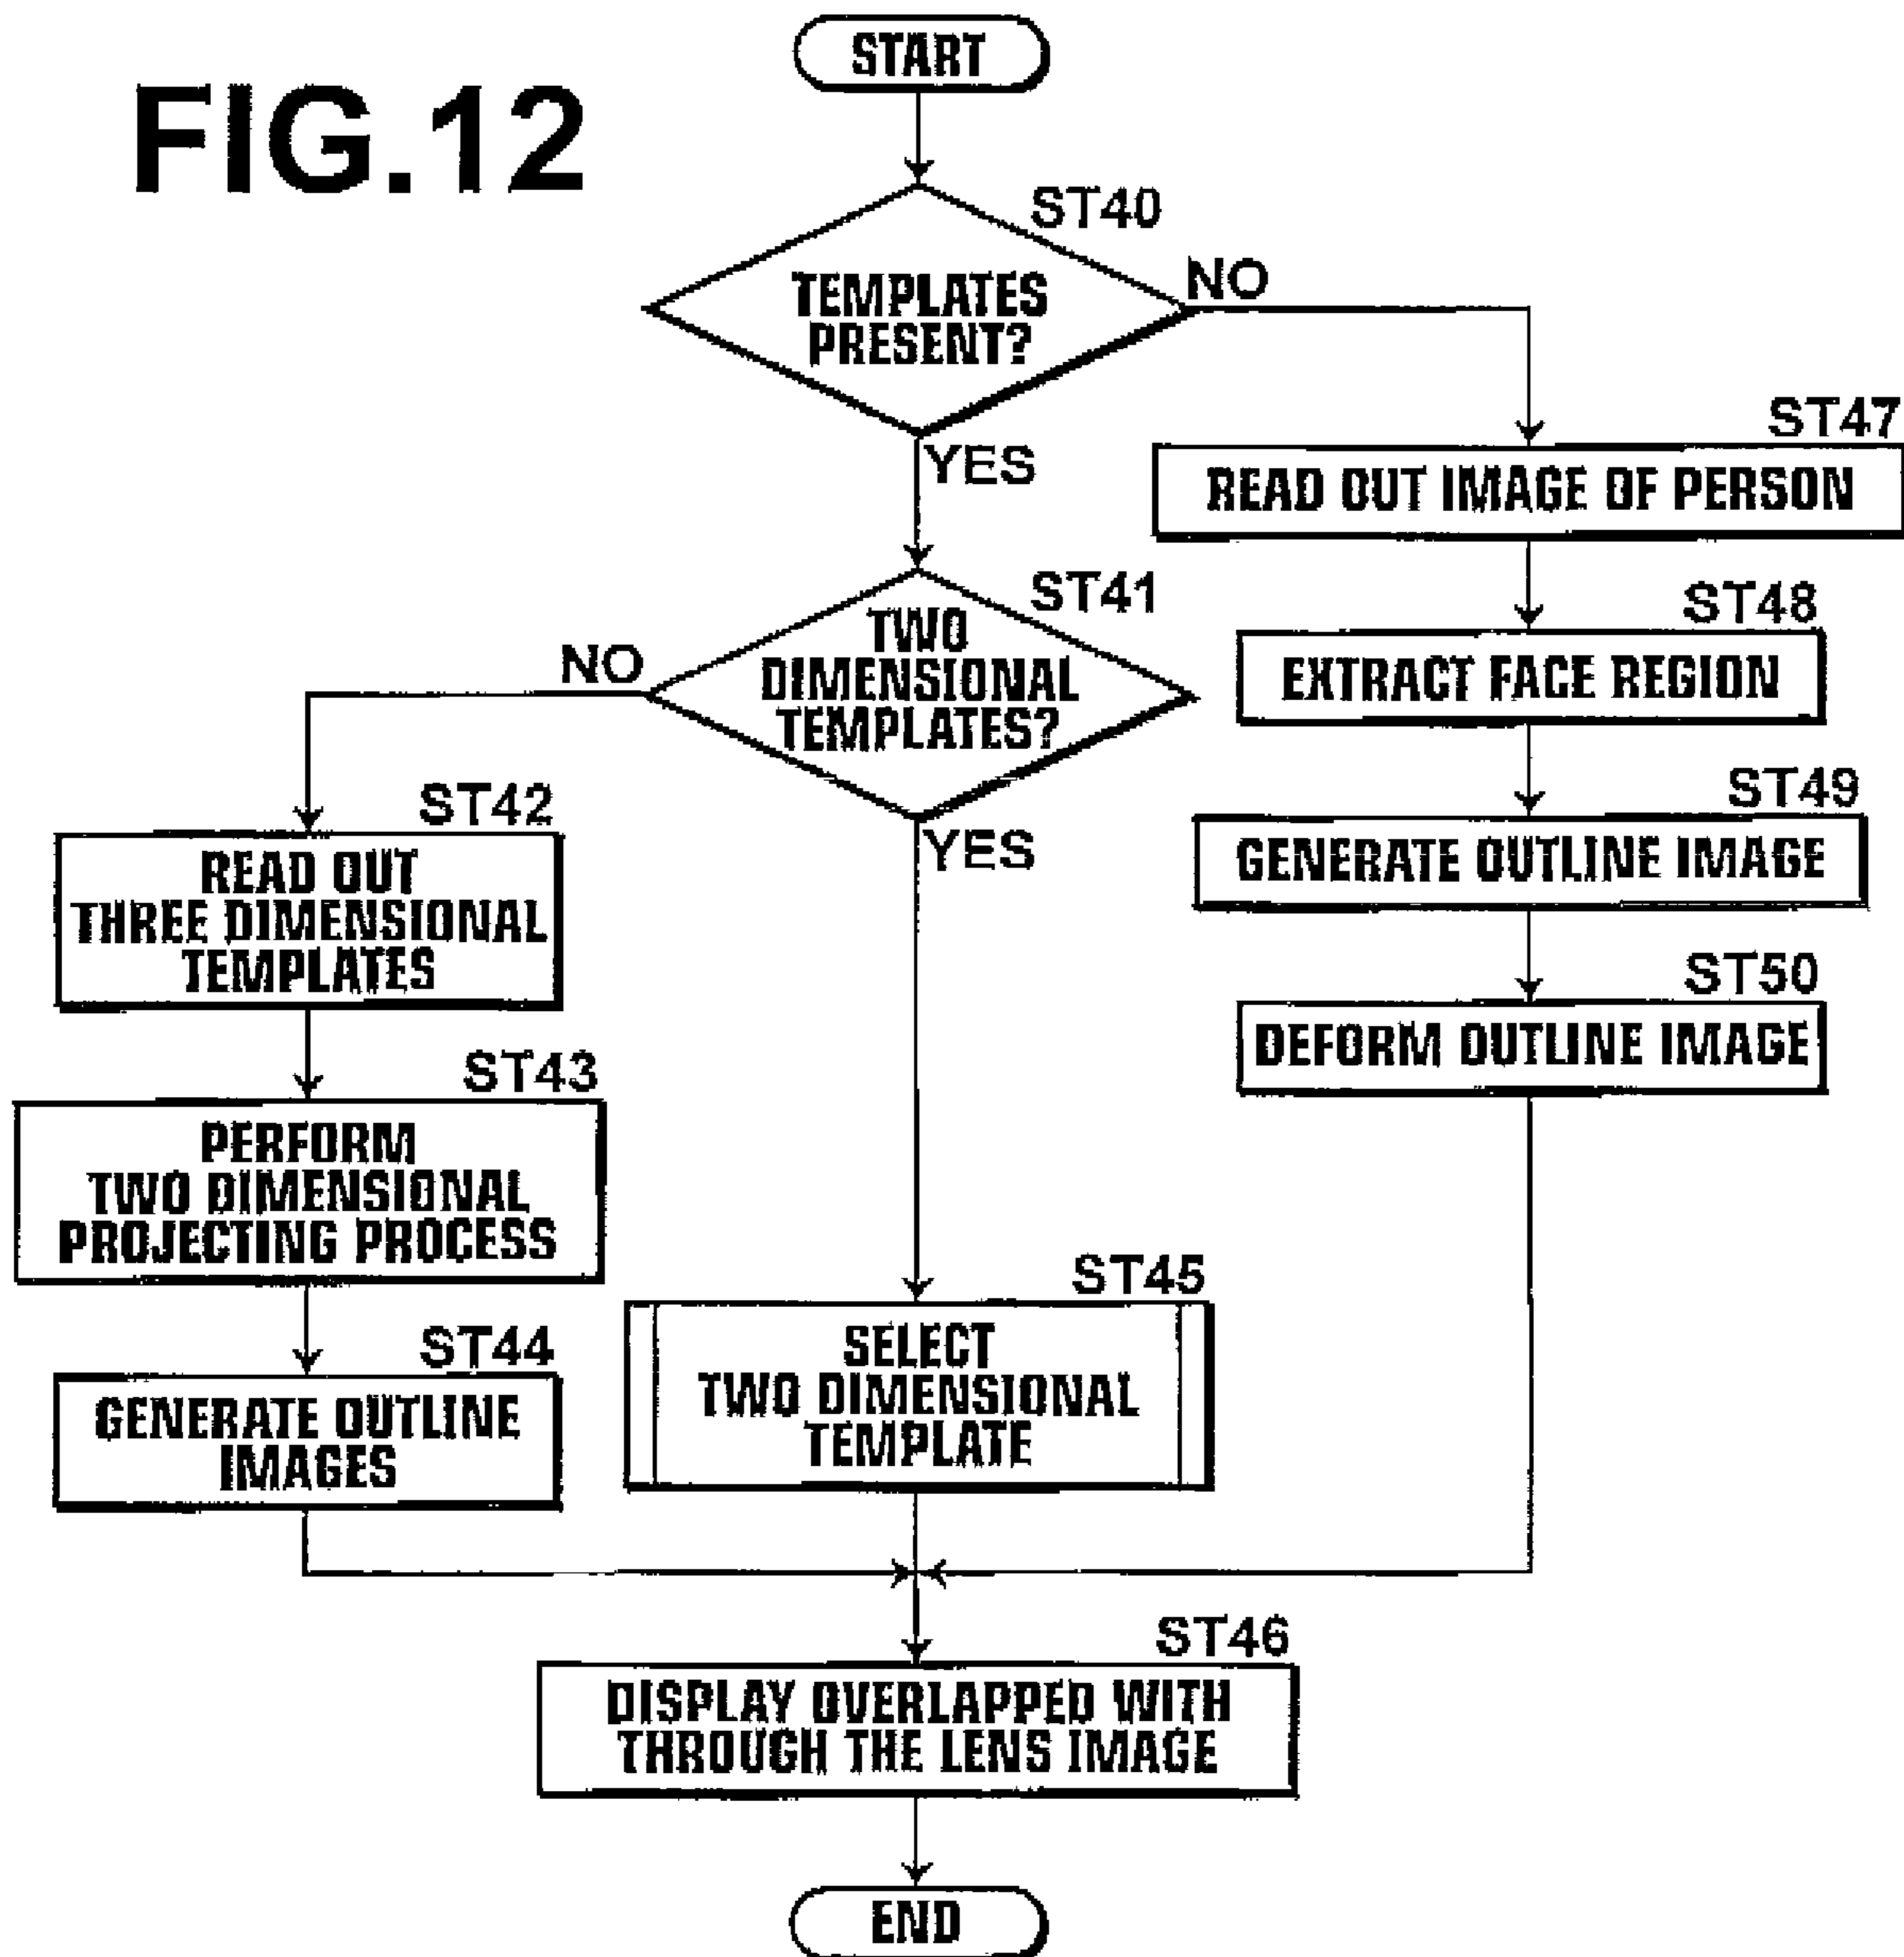 FIG.12
START
ST40
TEMPLATES
PRESENT?
NO
YES
ST47
READ OUT IMAGE OF PERSON
ST41
TWO
DIMENSIONAL
TEMPLATES?
NO
YES
ST48
EXTRACT FACE REGION
ST42
READ OUT
THREE DIMENSIONAL
TEMPLATES
ST49
GENERATE OUTLINE IMAGE
ST50
DEFORM OUTLINE IMAGE
ST43
PERFORM
TWO DIMENSIONAL
PROJECTING PROCESS
ST44
GENERATE OUTLINE
IMAGES
ST45
SELECT
TWO DIMENSIONAL
TEMPLATE
ST46
DISPLAY OVERLAPPED WITH
THROUGH THE LENS IMAGE
END